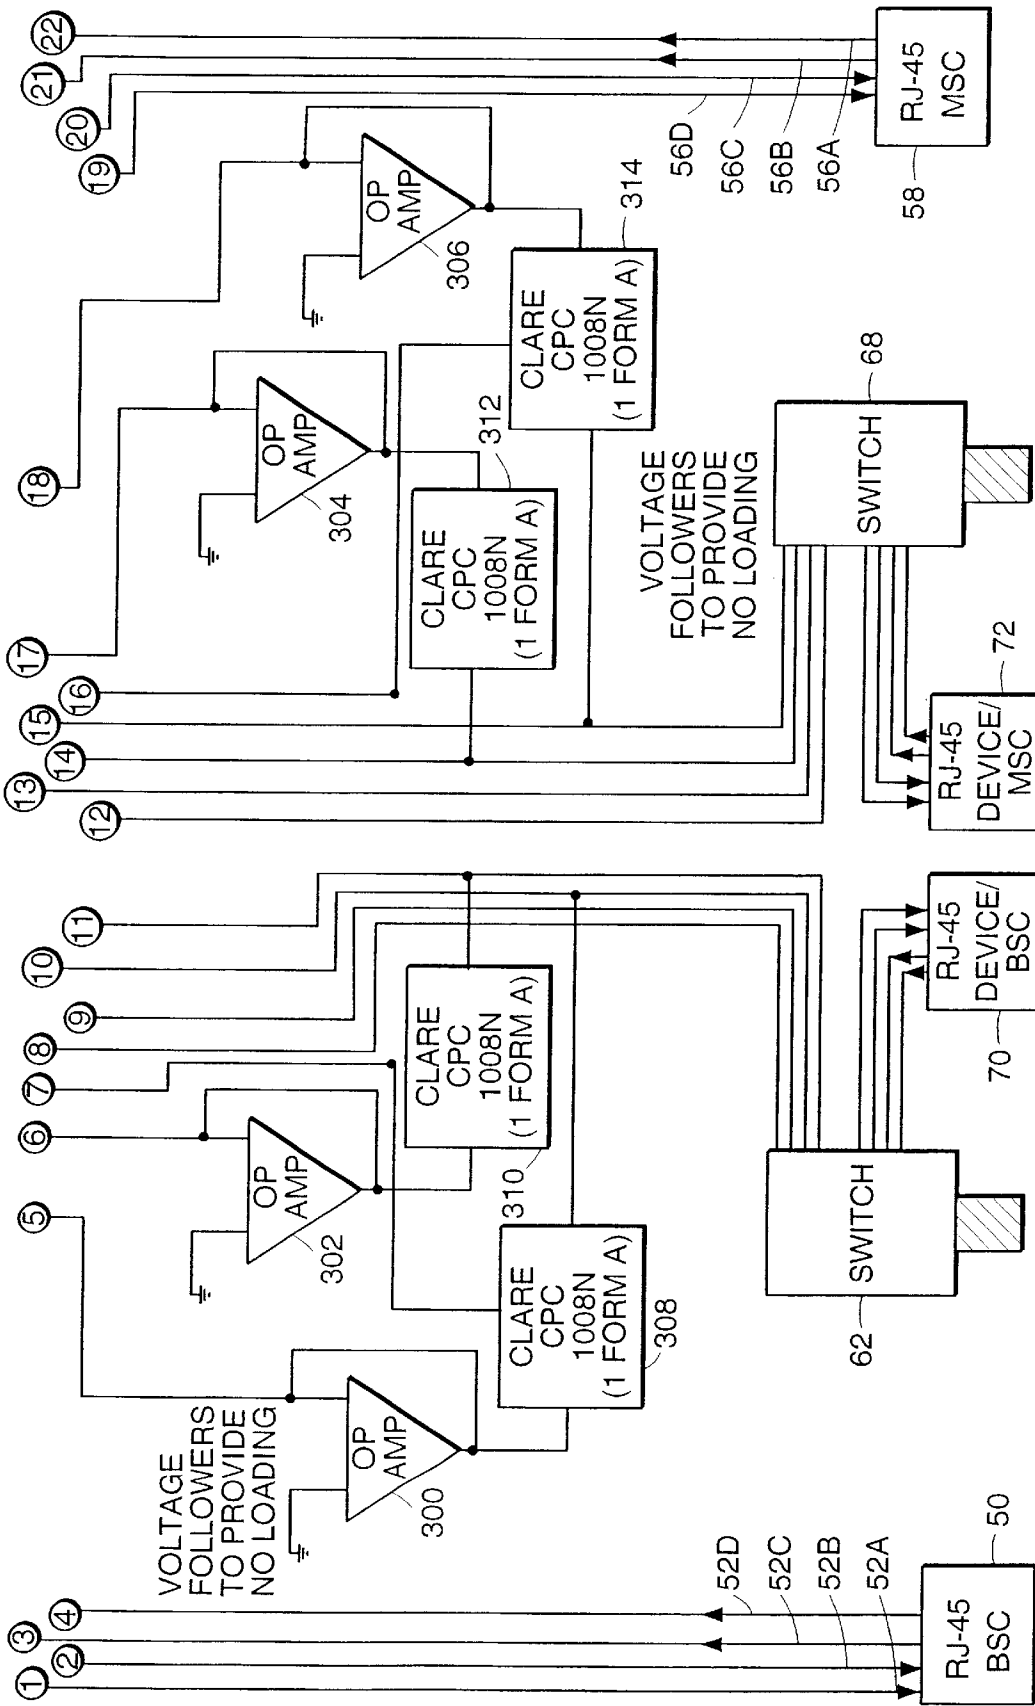 22
21
20
19
18
17
16
15
14
13
12
11
10
9
8
7
6
5
4
3
2
1
OP
AMP
306
OP
AMP
304
CLARE
CPC
1008N
(1 FORM A)
314
CLARE
CPC
1008N
(1 FORM A)
312
56D
56C
56B
56A
RJ-45
MSC
58
VOLTAGE
FOLLOWERS
TO PROVIDE
NO LOADING
SWITCH
68
RJ-45
DEVICE/
MSC
72
OP
AMP
302
CLARE
CPC
1008N
(1 FORM A)
310
CLARE
CPC
1008N
(1 FORM A)
308
RJ-45
DEVICE/
BSC
70
SWITCH
62
VOLTAGE
FOLLOWERS
TO PROVIDE
NO LOADING
OP
AMP
300
52D
52C
52B
52A
RJ-45
BSC
50